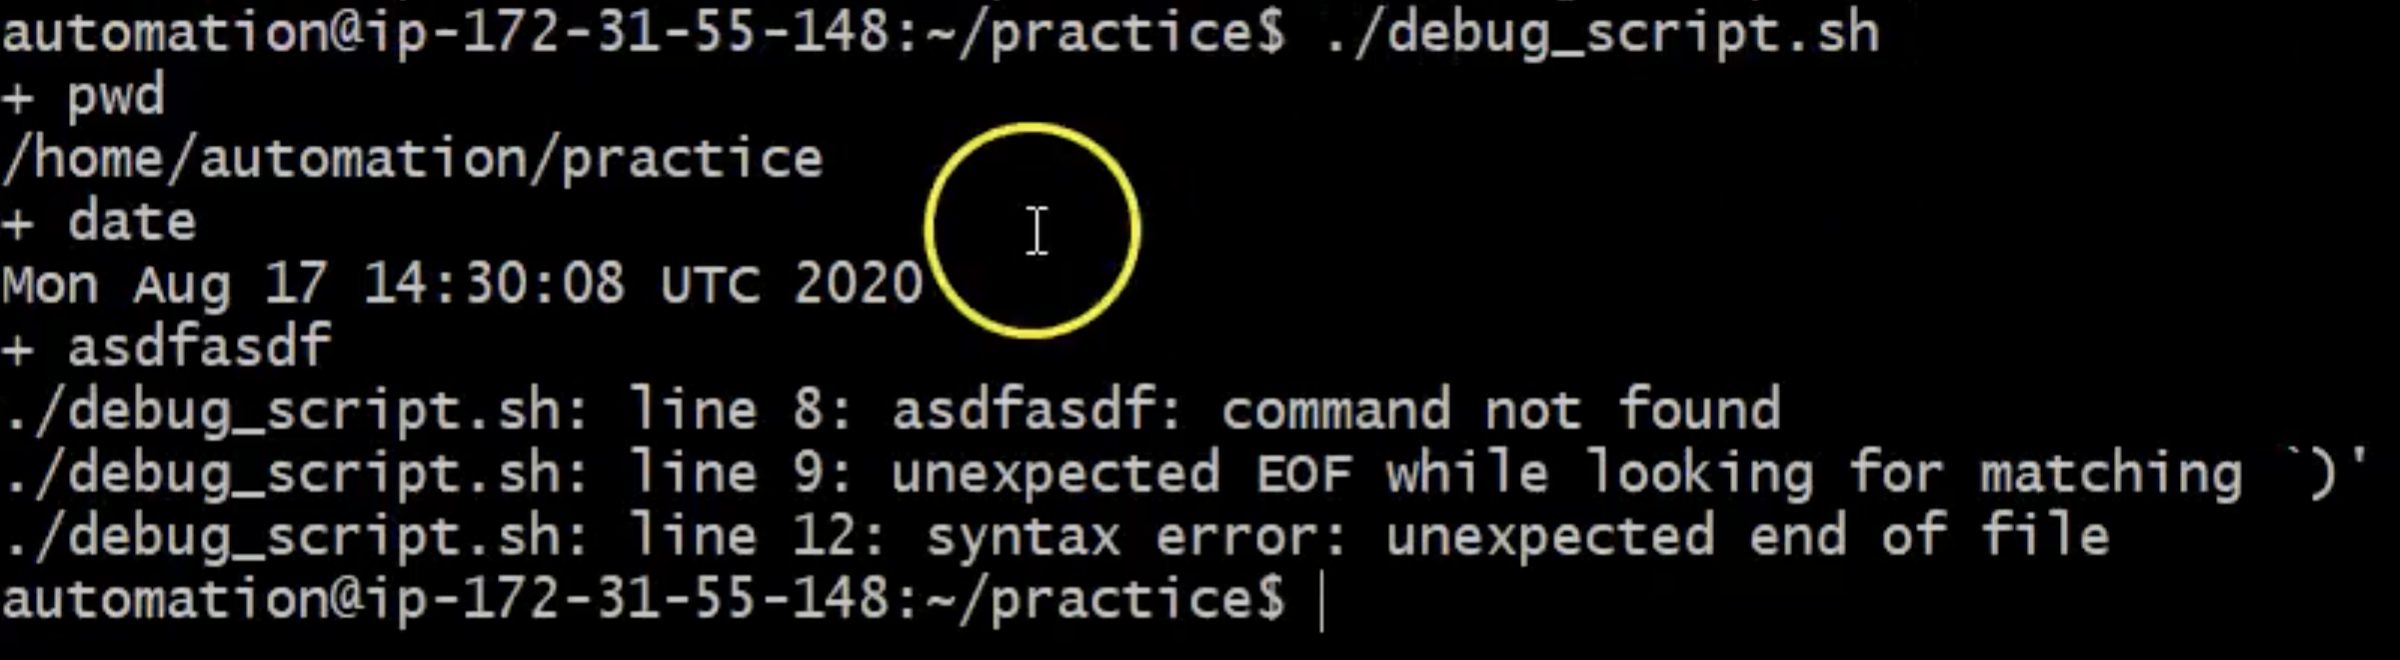 automation@ip-172-31-55-148:~/practice$ ./debug_script.sh
+ pwd
/home/automation/practice
+ date
Mon Aug 17 14:30:08 UTC 2020
+ asdfasdf
./debug_script.sh: line 8: asdfasdf: command not found
./debug_script.sh: line 9: unexpected EOF while looking for matching `)'
./debug_script.sh: line 12: syntax error: unexpected end of file
automation@ip-172-31-55-148:~/practice$